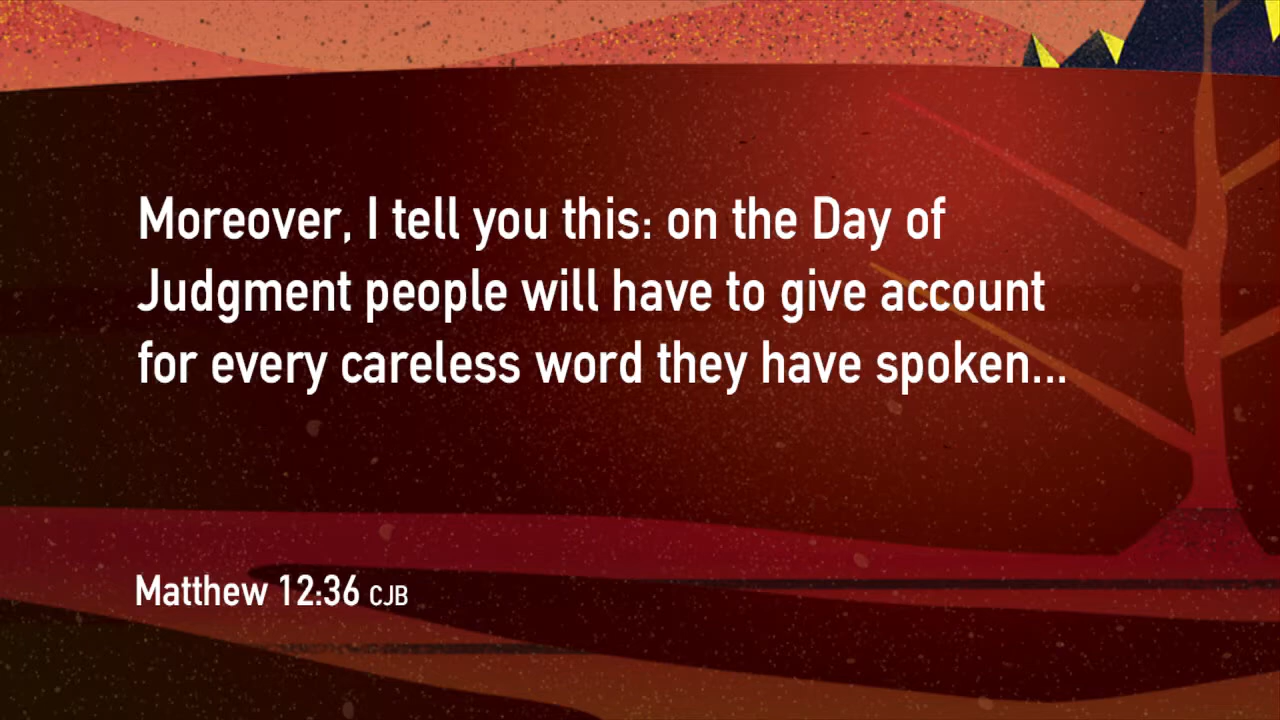 Moreover, I tell you this: on the Day of
Judgment people will have to give account
for every careless word they have spoken...
Matthew 12:36 CJB